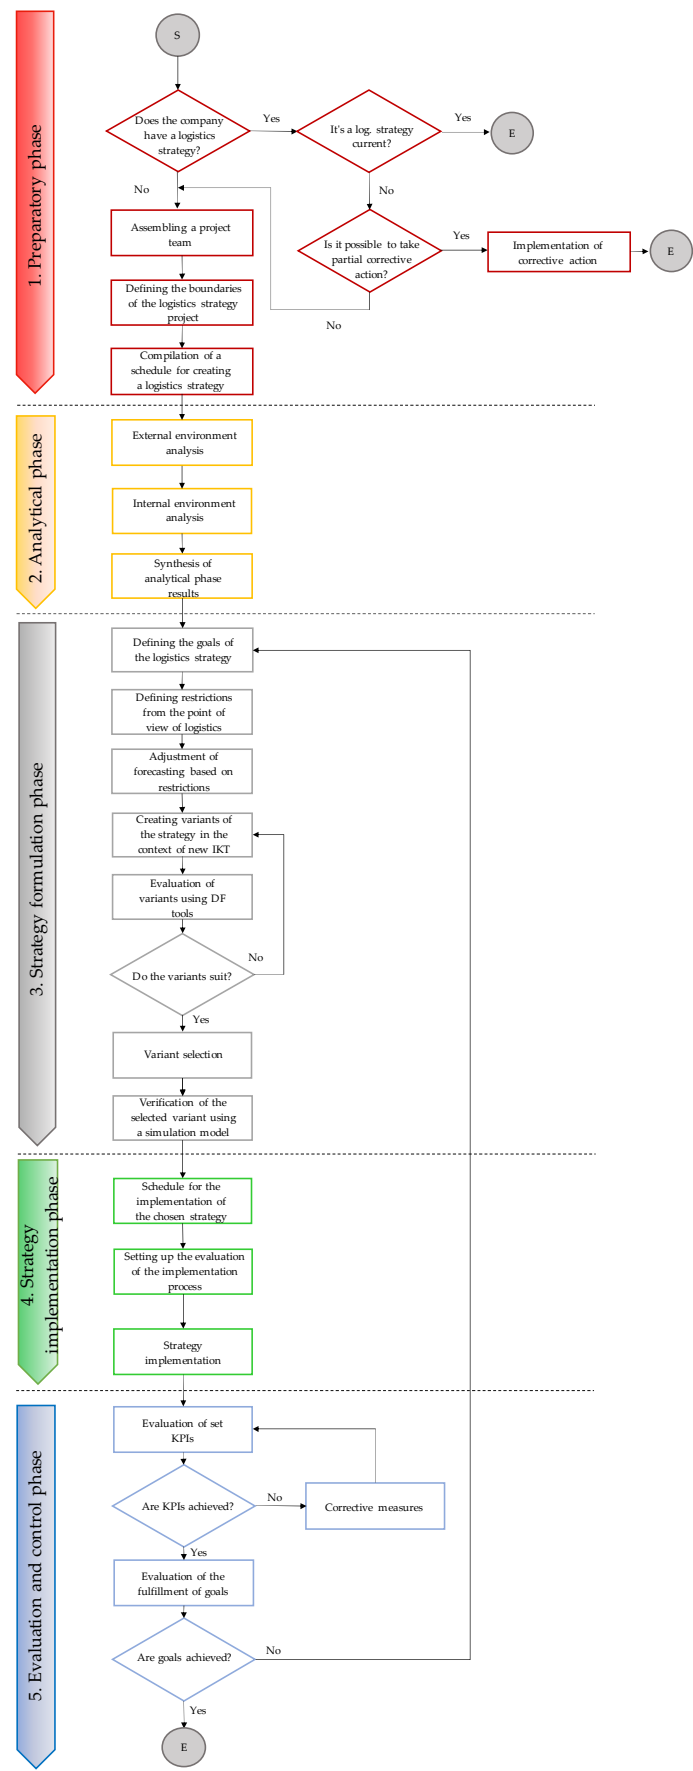 1. Preparatory phase
S
Does the company
have a logistics
strategy?
Yes
It's a log. strategy
current?
Yes
E
No
No
Assembling a project
team
Is it possible to take
partial corrective
action?
Yes
Implementation of
corrective action
E
No
Defining the boundaries
of the logistics strategy
project
Compilation of a
schedule for creating
a logistics strategy
2. Analytical phase
External environment
analysis
Internal environment
analysis
Synthesis of
analytical phase
results
3. Strategy formulation phase
Defining the goals of
the logistics strategy
Defining restrictions
from the point of
view of logistics
Adjustment of
forecasting based on
restrictions
Creating variants of
the strategy in the
context of new IKT
Evaluation of
variants using DF
tools
Do the variants suit?
No
Yes
Variant selection
Verification of the
selected variant using
a simulation model
4. Strategy
implementation phase
Schedule for the
implementation of
the chosen strategy
Setting up the evaluation
of the implementation
process
Strategy
implementation
5. Evaluation and control phase
Evaluation of set
KPIs
Are KPIs achieved?
No
Corrective measures
Yes
Evaluation of the
fulfillment of goals
Are goals achieved?
No
Yes
E